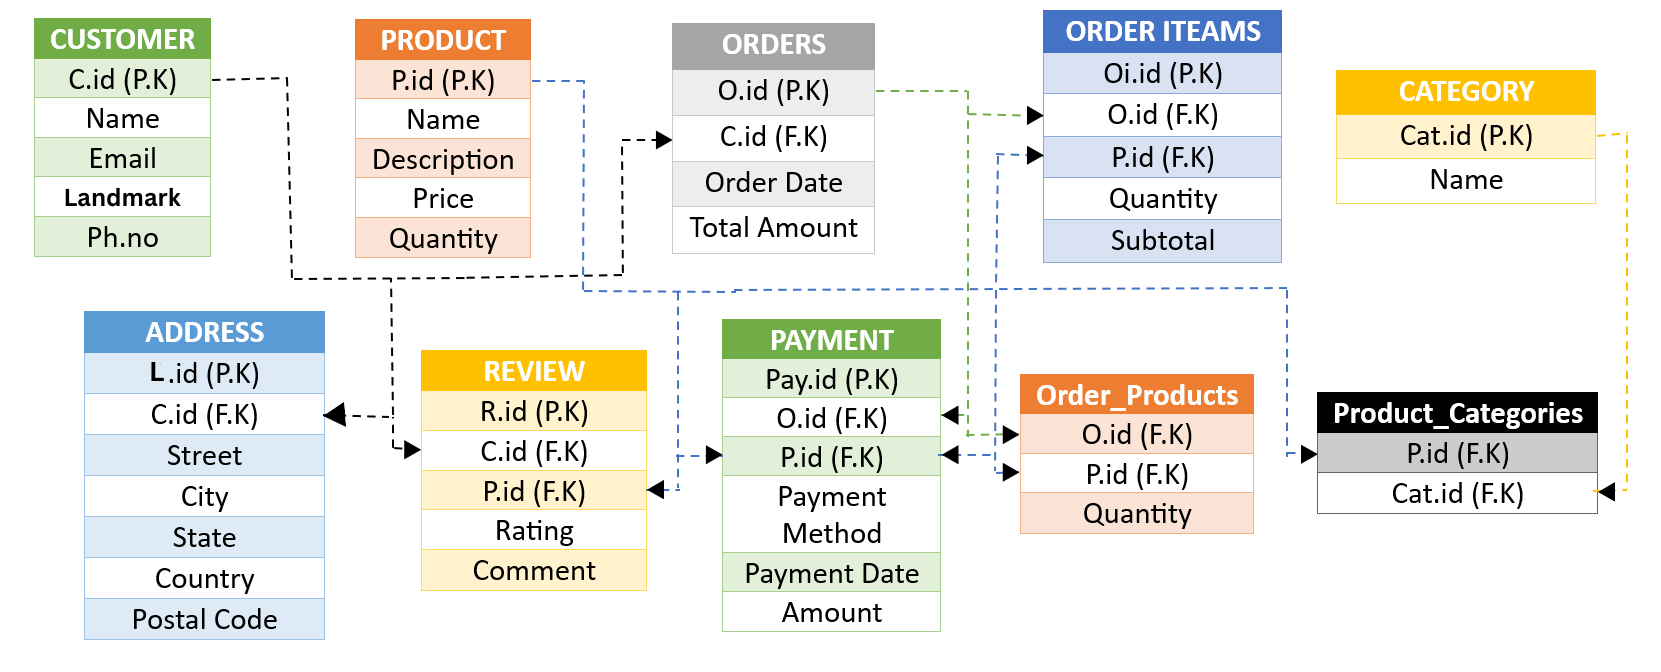 CUSTOMER
C.id (P.K)
Name
Email
Landmark
Ph.no
PRODUCT
P.id (P.K)
Name
Description
Price
Quantity
ORDERS
O.id (P.K)
C.id (F.K)
Order Date
Total Amount
ORDER ITEAMS
Oi.id (P.K)
O.id (F.K)
P.id (F.K)
Quantity
Subtotal
CATEGORY
Cat.id (P.K)
Name
ADDRESS
L.id (P.K)
C.id (F.K)
Street
City
State
Country
Postal Code
REVIEW
R.id (P.K)
C.id (F.K)
P.id (F.K)
Rating
Comment
PAYMENT
Pay.id (P.K)
O.id (F.K)
P.id (F.K)
Payment
Method
Payment Date
Amount
Order_Products
O.id (F.K)
P.id (F.K)
Quantity
Product_Categories
P.id (F.K)
Cat.id (F.K)